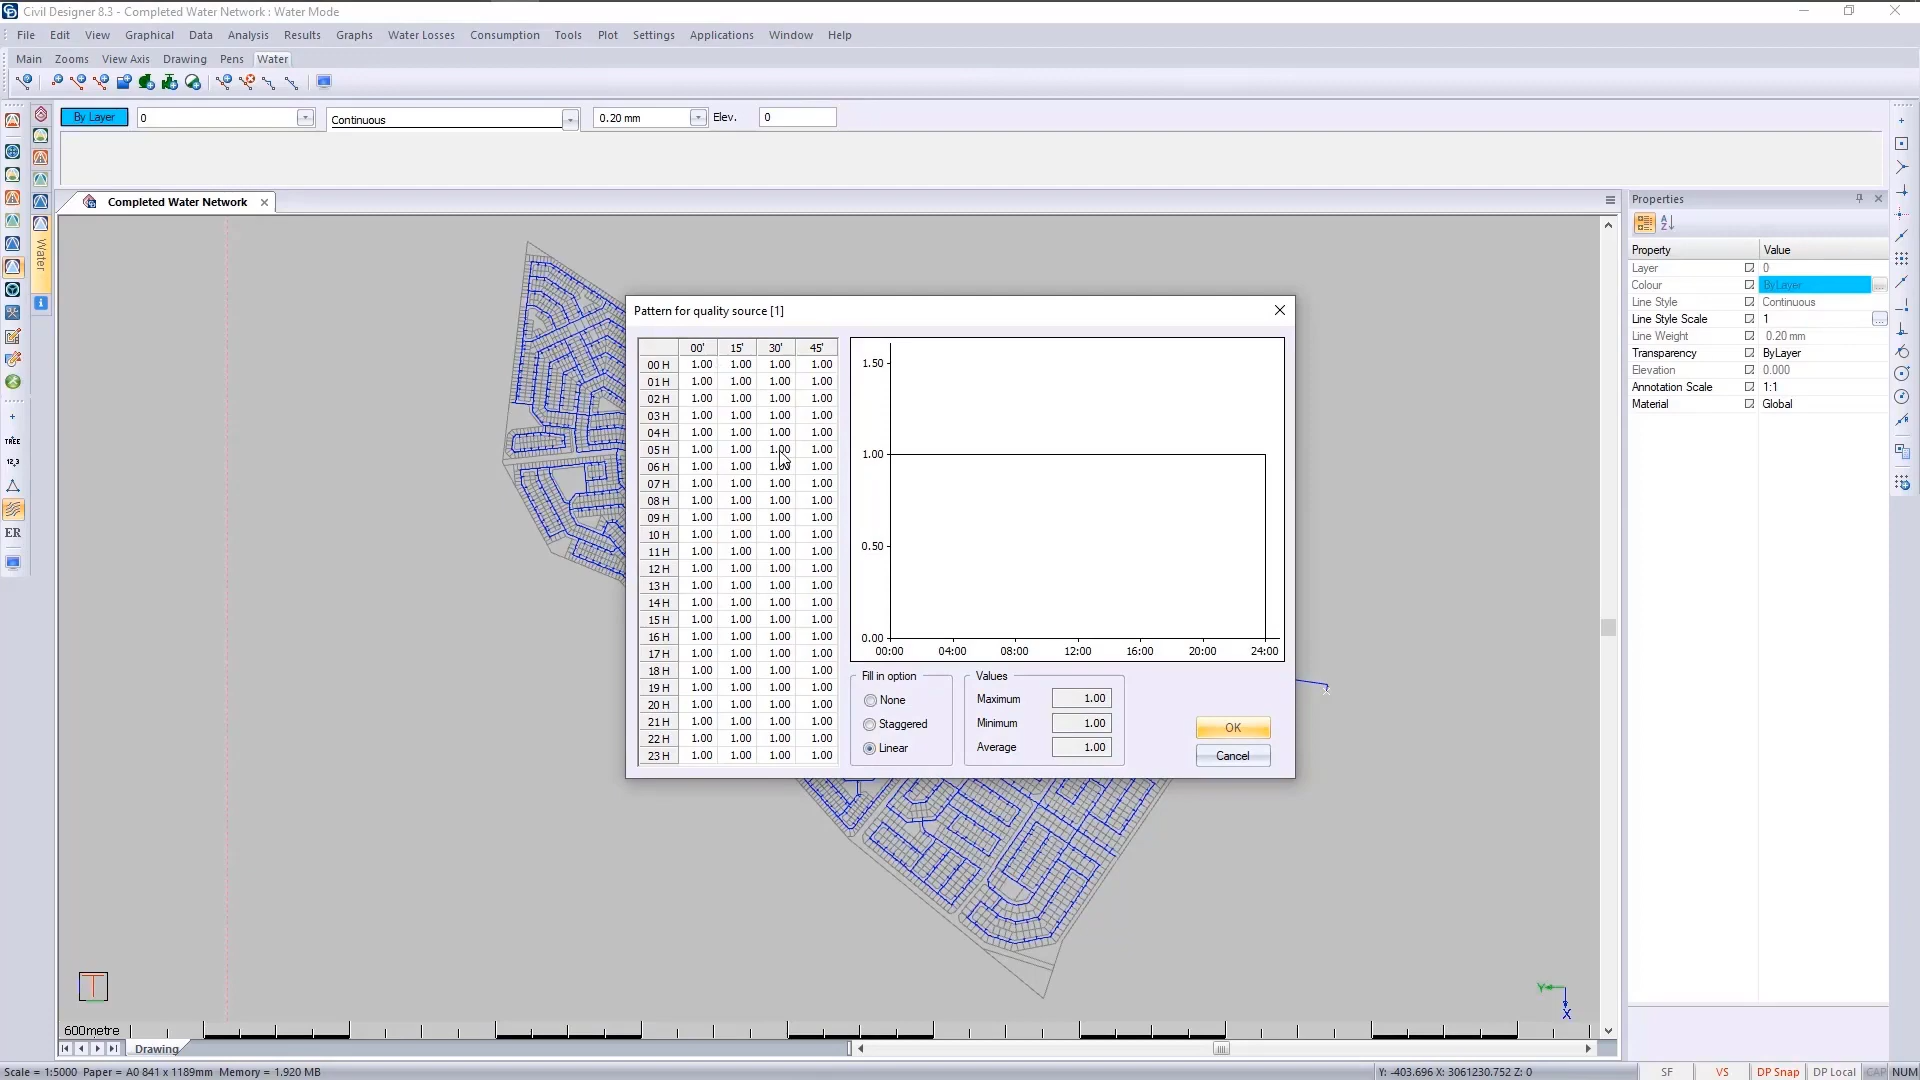 Civil Designer 8.3 - Completed Water Network : Water Mode
File Edit View Graphical Data Analysis Results Graphs Water Losses Consumption Tools Plot Settings Applications Window Help
Main Zooms View Axis Drawing Pens Water
By Layer 0 Continuous 0.20 mm Elev. 0
Completed Water Network
Properties
Property Value
Layer 0
Colour ByLayer
Line Style Continuous
Line Style Scale 1
Line Weight 0.20 mm
Transparency ByLayer
Elevation 0.000
Annotation Scale 1:1
Material Global
Water
TREE
12,3
ER
Pattern for quality source [1]
00' 15' 30' 45'
00 H 1.00 1.00 1.00 1.00
01 H 1.00 1.00 1.00 1.00
02 H 1.00 1.00 1.00 1.00
03 H 1.00 1.00 1.00 1.00
04 H 1.00 1.00 1.00 1.00
05 H 1.00 1.00 1.00 1.00
06 H 1.00 1.00 1.00 1.00
07 H 1.00 1.00 1.00 1.00
08 H 1.00 1.00 1.00 1.00
09 H 1.00 1.00 1.00 1.00
10 H 1.00 1.00 1.00 1.00
11 H 1.00 1.00 1.00 1.00
12 H 1.00 1.00 1.00 1.00
13 H 1.00 1.00 1.00 1.00
14 H 1.00 1.00 1.00 1.00
15 H 1.00 1.00 1.00 1.00
16 H 1.00 1.00 1.00 1.00
17 H 1.00 1.00 1.00 1.00
18 H 1.00 1.00 1.00 1.00
19 H 1.00 1.00 1.00 1.00
20 H 1.00 1.00 1.00 1.00
21 H 1.00 1.00 1.00 1.00
22 H 1.00 1.00 1.00 1.00
23 H 1.00 1.00 1.00 1.00
1.50
1.00
0.50
0.00
00:00 04:00 08:00 12:00 16:00 20:00 24:00
Fill in option
None
Staggered
Linear
Values
Maximum 1.00
Minimum 1.00
Average 1.00
OK
Cancel
T
Y
X
600metre
Drawing
Scale = 1:5000 Paper = A0 841 x 1189mm Memory = 1.920 MB
Y: -403.696 X: 3061230.752 Z: 0 SF VS DP Snap DP Local CAP NUM